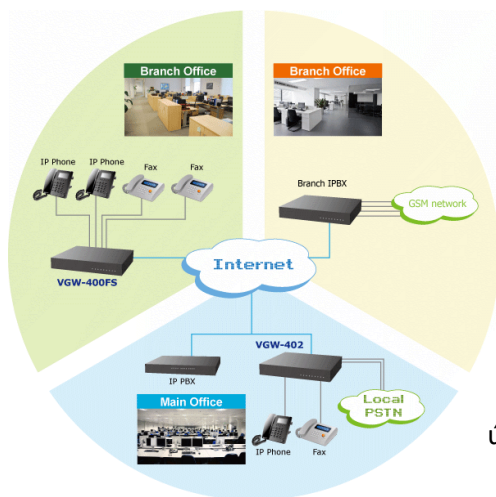 Branch Office
Branch Office
IP Phone
IP Phone
Fax
Fax
Branch IPBX
GSM network
Internet
VGW-400FS
VGW-402
IP PBX
Main Office
Local
PSTN
IP Phone
Fax